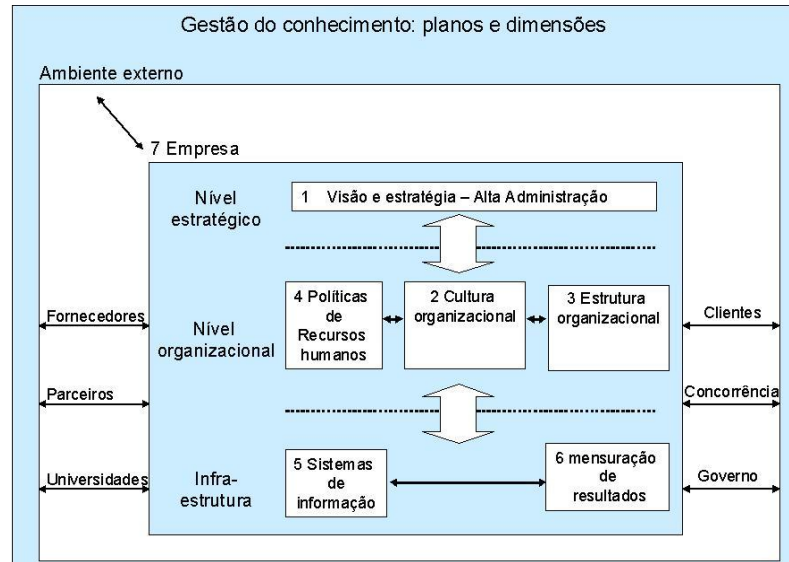 Gestão do conhecimento: planos e dimensões
Ambiente externo
7 Empresa
Nível
estratégico
1 Visão e estratégia – Alta Administração
Fornecedores
Parceiros
Universidades
Nível
organizacional
4 Políticas
de
Recursos
humanos
2 Cultura
organizacional
3 Estrutura
organizacional
Clientes
Concorrência
Governo
Infra-
estrutura
5 Sistemas
de
informação
6 mensuração
de
resultados